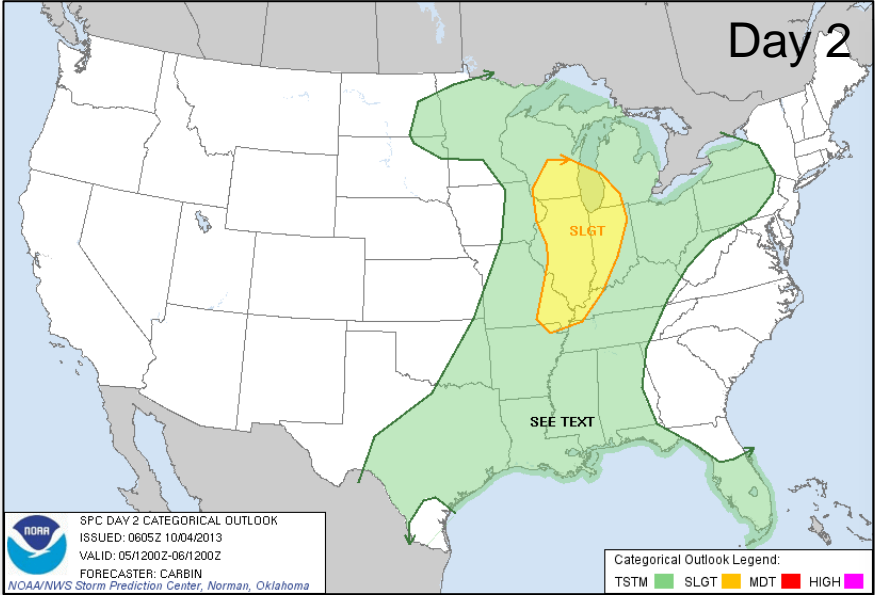 Day 2
SLGT
SEE TEXT
NOAA
SPC DAY 2 CATEGORICAL OUTLOOK
ISSUED: 0605Z 10/04/2013
VALID: 05/1200Z-06/1200Z
FORECASTER: CARBIN
NOAA/NWS Storm Prediction Center, Norman, Oklahoma
Categorical Outlook Legend:
TSTM SLGT MDT HIGH